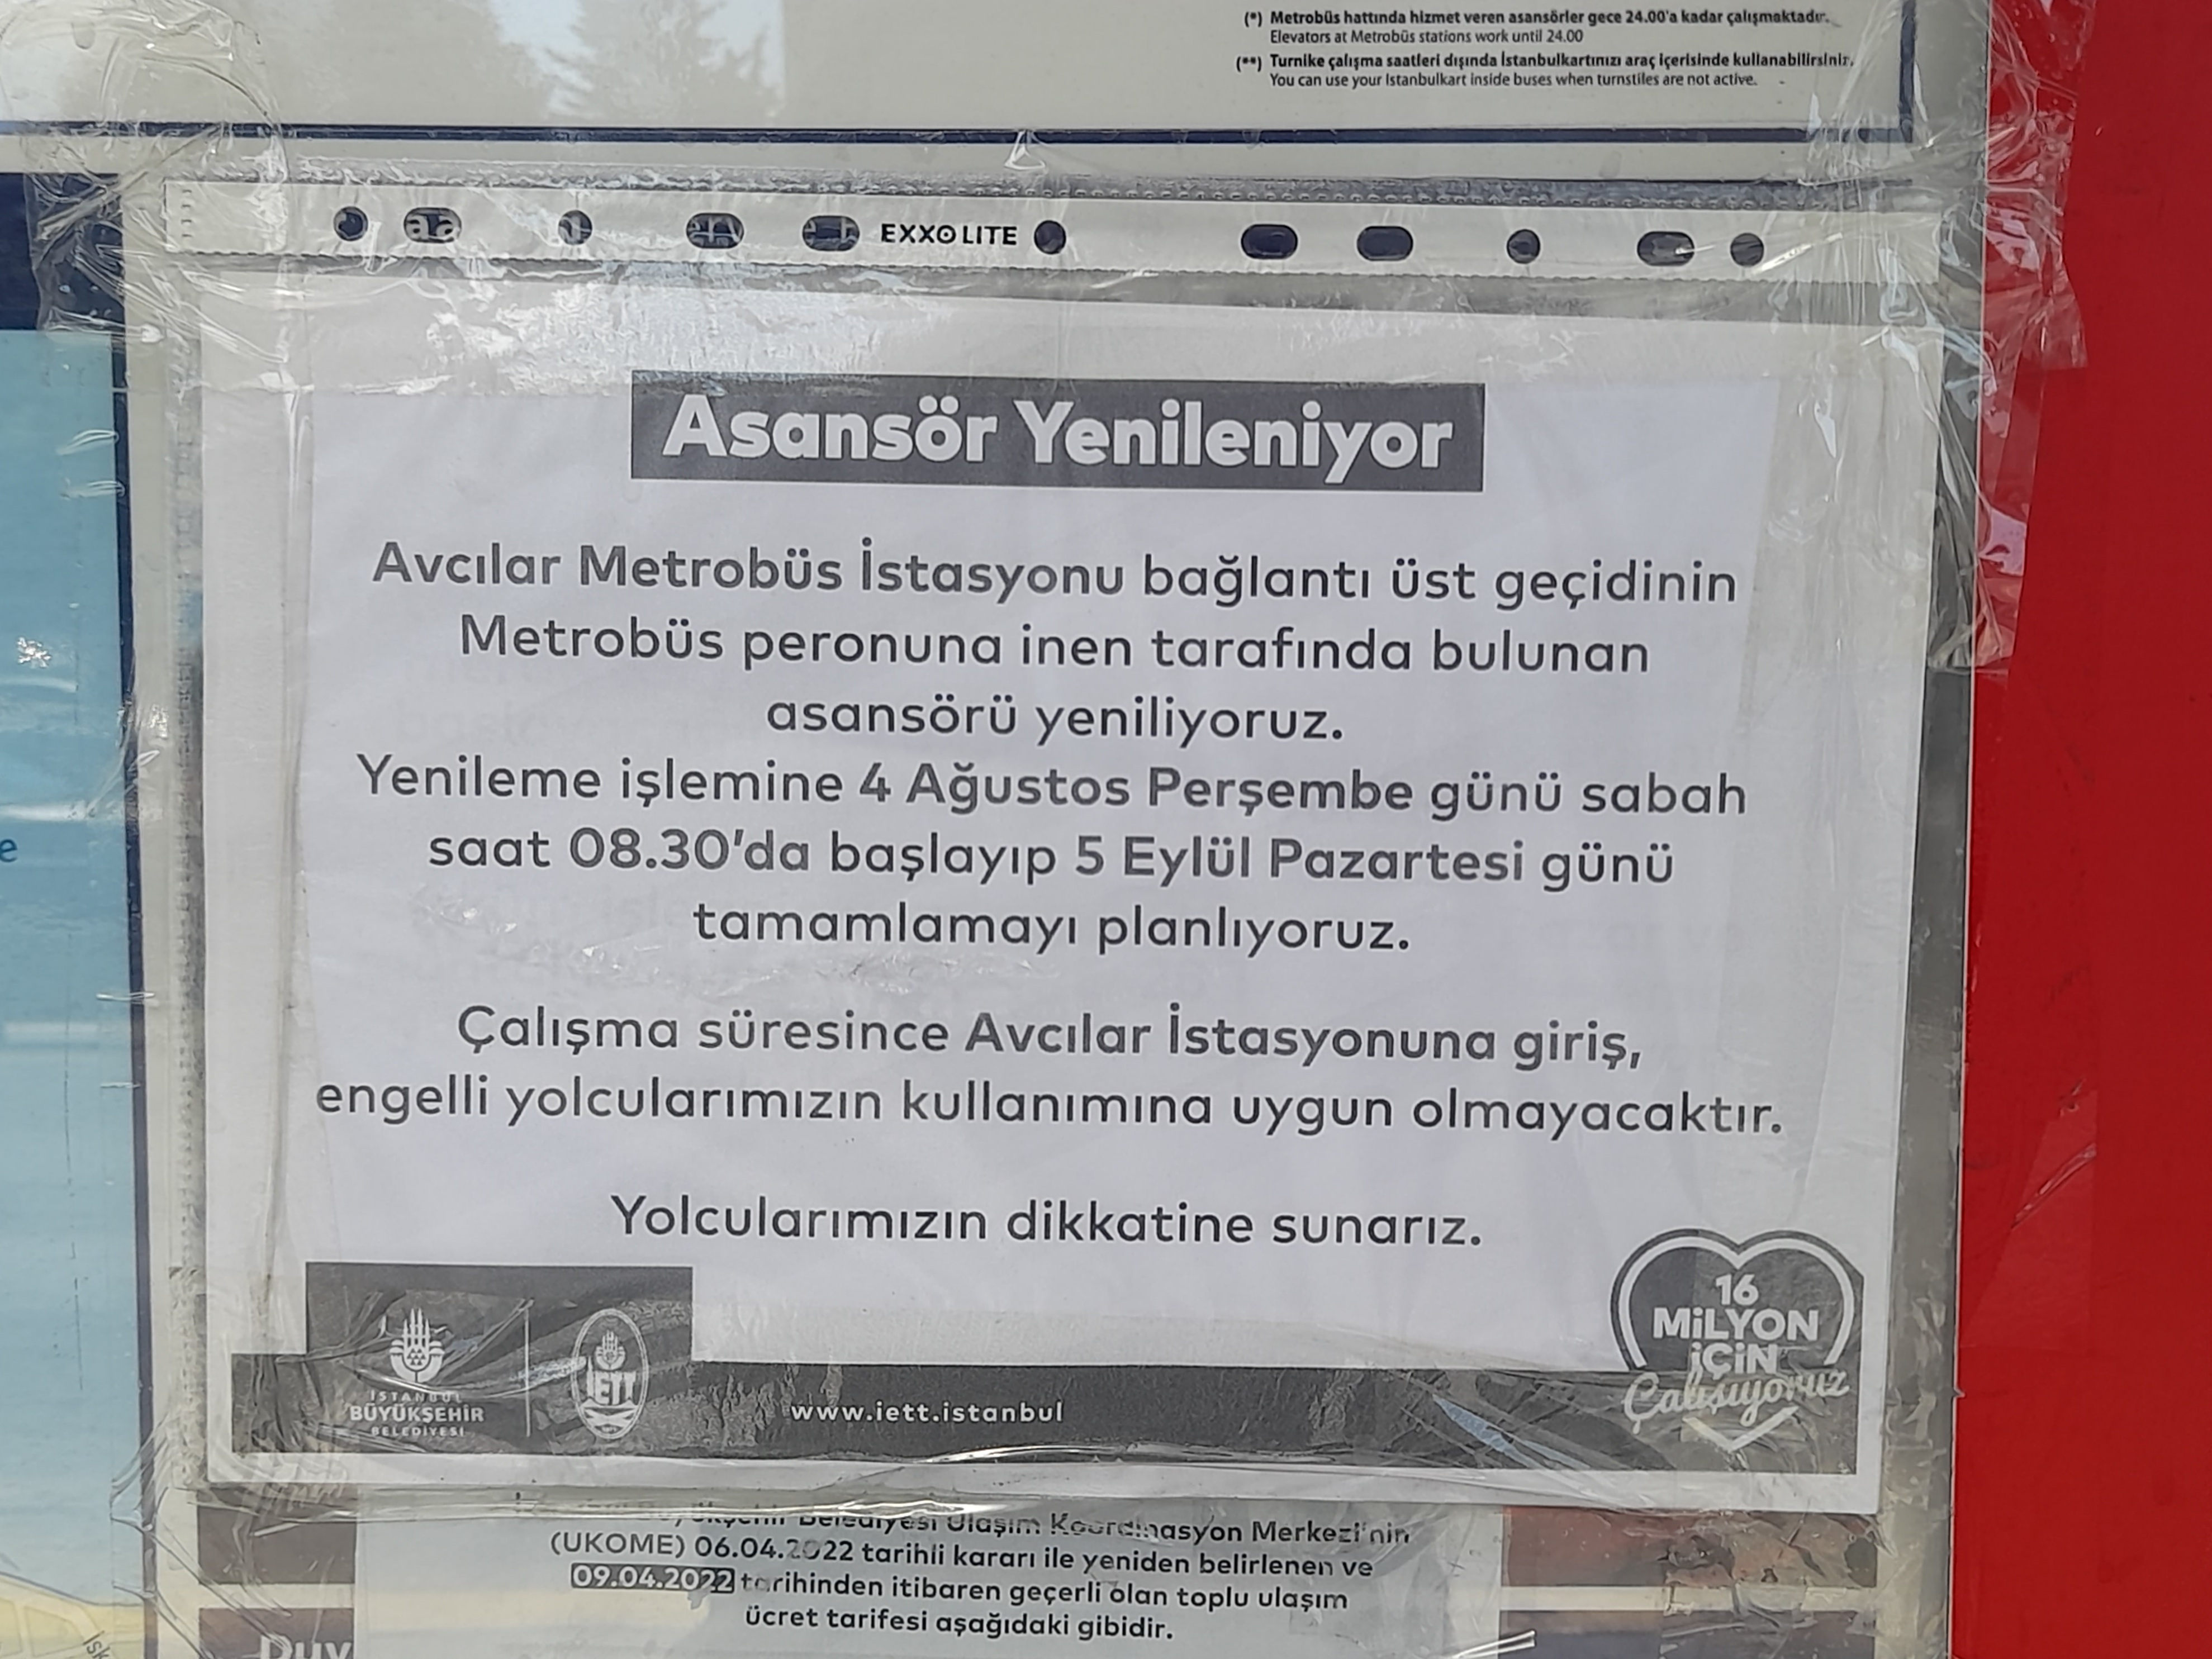 (*) Metrobüs hattında hizmet veren asansörler gece 24.00'a kadar çalışmaktadır.
Elevators at Metrobüs stations work until 24.00
(**) Turnike çalışma saatleri dışında İstanbulkartınızı araç içerisinde kullanabilirsiniz.
You can use your Istanbulkart inside buses when turnstiles are not active.
EXXO LITE
Asansör Yenileniyor
Avcılar Metrobüs İstasyonu bağlantı üst geçidinin
Metrobüs peronuna inen tarafında bulunan
asansörü yeniliyoruz.
Yenileme işlemine 4 Ağustos Perşembe günü sabah
saat 08.30'da başlayıp 5 Eylül Pazartesi günü
tamamlamayı planlıyoruz.
Çalışma süresince Avcılar İstasyonuna giriş,
engelli yolcularımızın kullanımına uygun olmayacaktır.
Yolcularımızın dikkatine sunarız.
16
MİLYON
İÇİN
Çalışıyoruz
İSTANBUL
BÜYÜKŞEHİR
BELEDİYESİ
İETT
www.iett.istanbul
Belediyesi Ulaşım Koordinasyon Merkezi'nin
(UKOME) 06.04.2022 tarihli kararı ile yeniden belirlenen ve
09.04.2022 tarihinden itibaren geçerli olan toplu ulaşım
ücret tarifesi aşağıdaki gibidir.